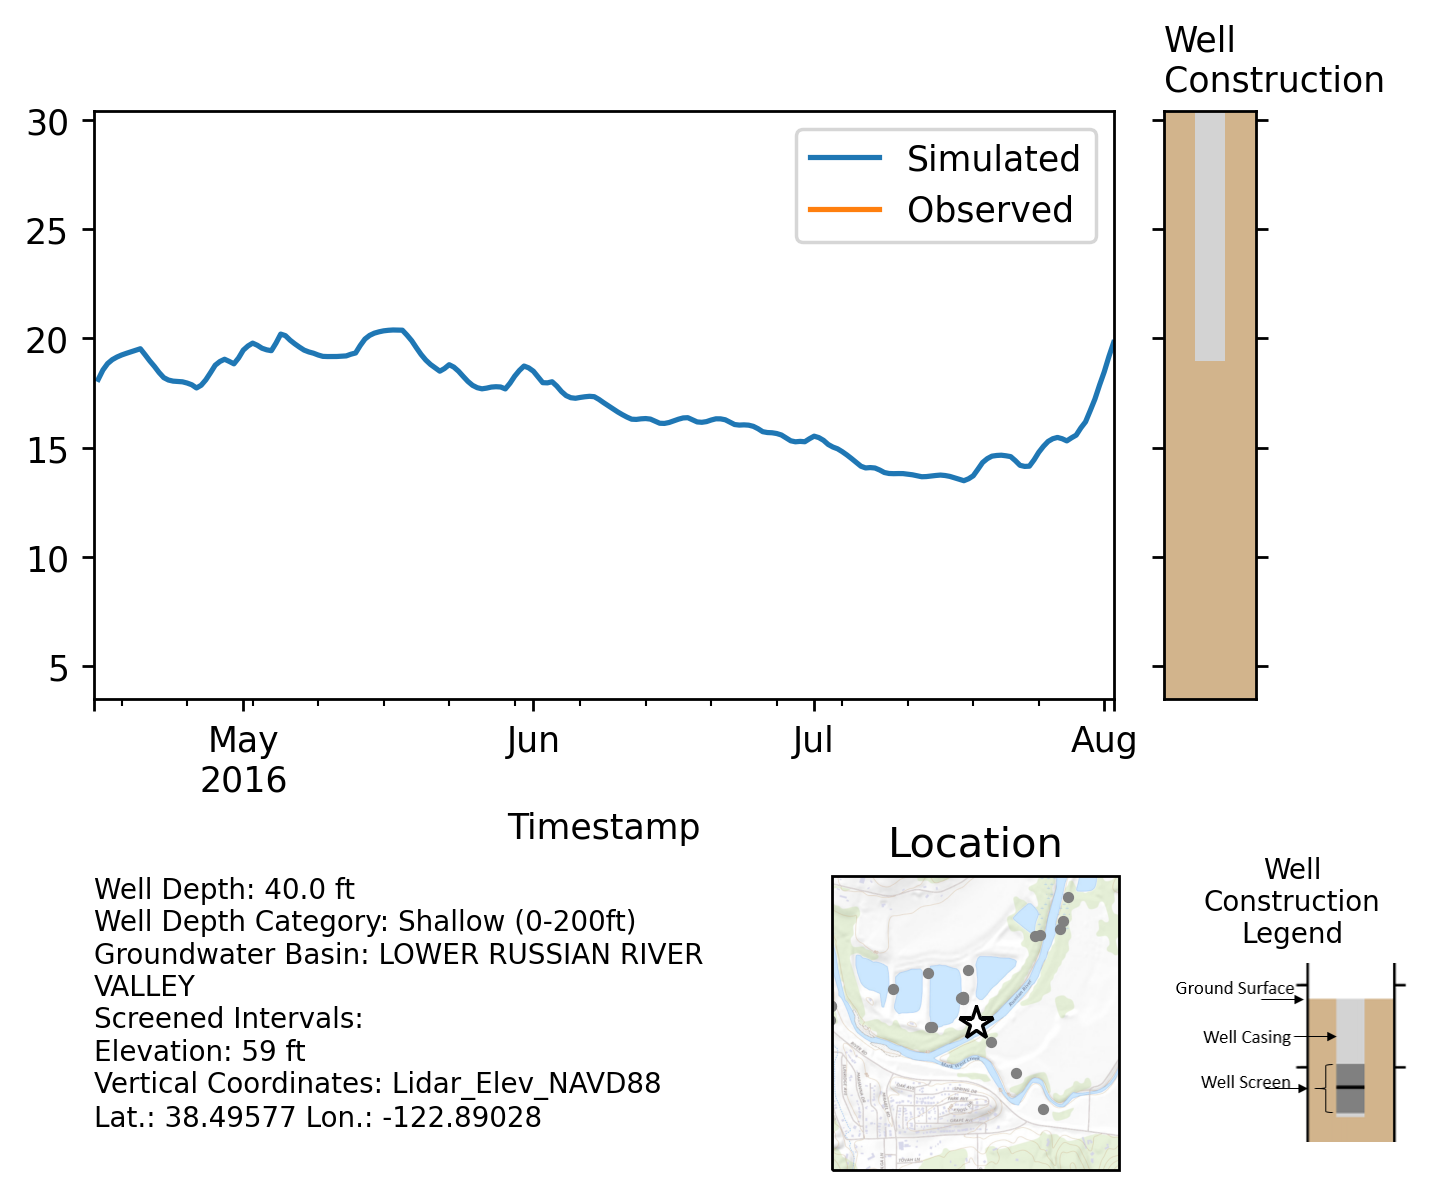 Well
Construction
30
25
20
15
10
5
Simulated
Observed
May
2016
Jun
Jul
Aug
Timestamp
Well Depth: 40.0 ft
Well Depth Category: Shallow (0-200ft)
Groundwater Basin: LOWER RUSSIAN RIVER
VALLEY
Screened Intervals:
Elevation: 59 ft
Vertical Coordinates: Lidar_Elev_NAVD88
Lat.: 38.49577 Lon.: -122.89028
Location
Well
Construction
Legend
Ground Surface
Well Casing
Well Screen